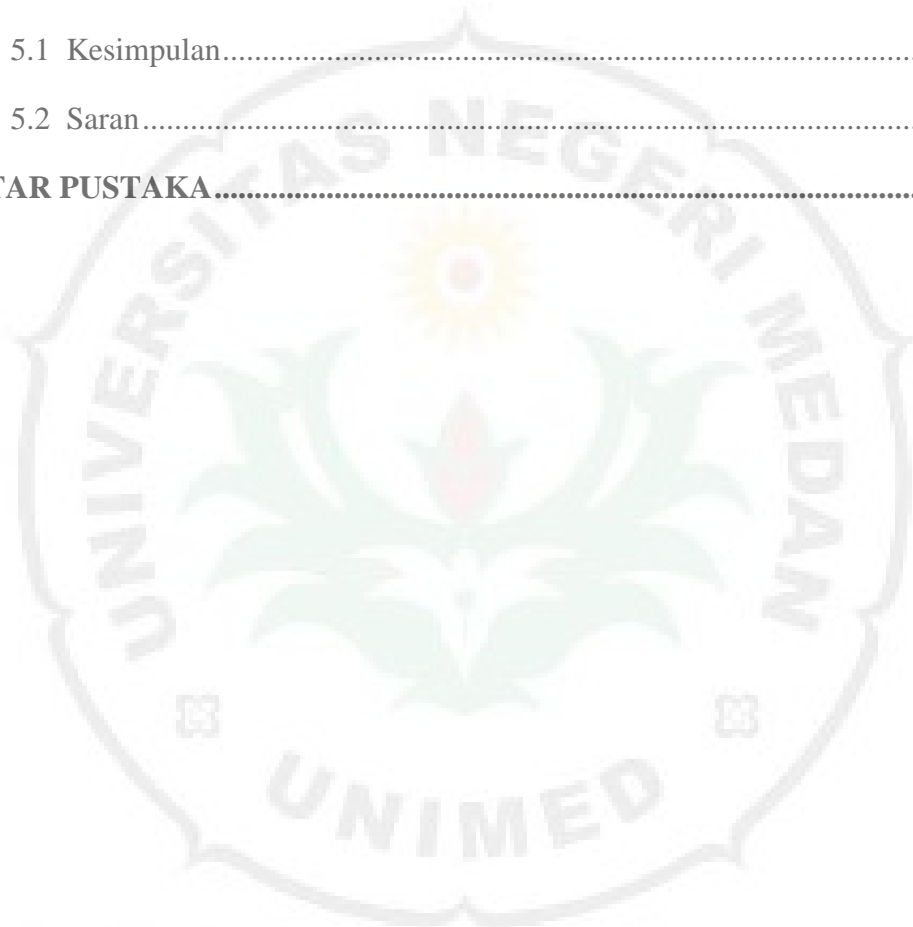 5.1 Kesimpulan....................................................................................
5.2 Saran....................................................................................
TAR PUSTAKA....................................................................................
UNIVERSITAS NEGERI MEDAN
UNIMED